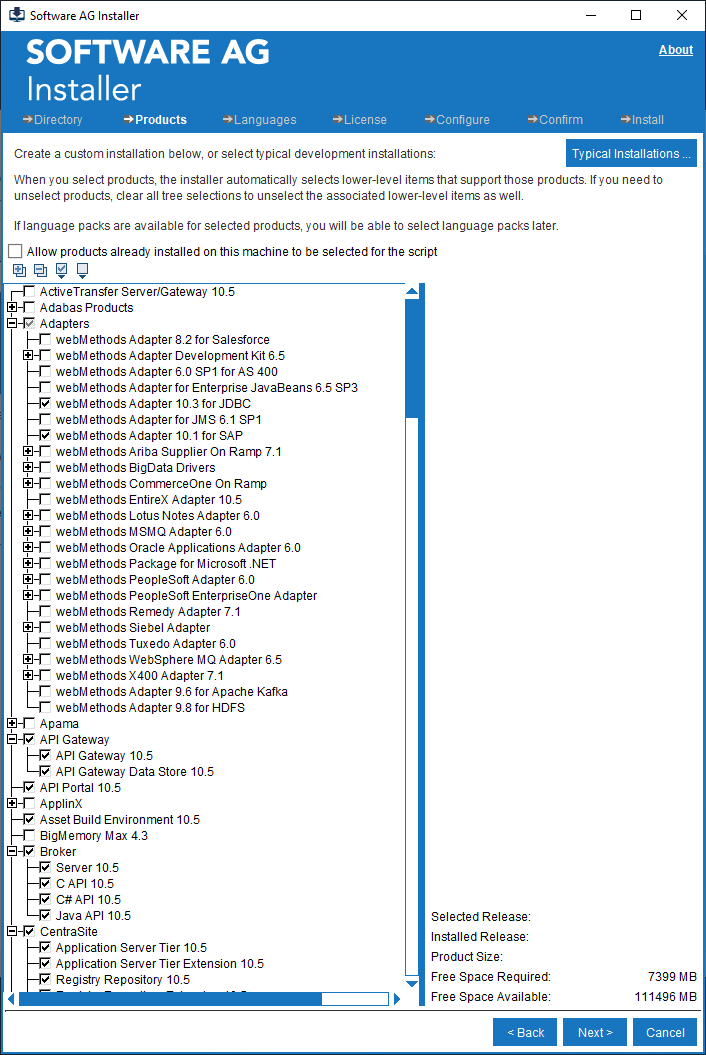 Software AG Installer
SOFTWARE AG
Installer
About
Directory
Products
Languages
License
Configure
Confirm
Install
Create a custom installation below, or select typical development installations:
Typical Installations ...
When you select products, the installer automatically selects lower-level items that support those products. If you need to
unselect products, clear all tree selections to unselect the associated lower-level items as well.
If language packs are available for selected products, you will be able to select language packs later.
Allow products already installed on this machine to be selected for the script
ActiveTransfer Server/Gateway 10.5
Adabas Products
Adapters
webMethods Adapter 8.2 for Salesforce
webMethods Adapter Development Kit 6.5
webMethods Adapter 6.0 SP1 for AS 400
webMethods Adapter for Enterprise JavaBeans 6.5 SP3
webMethods Adapter 10.3 for JDBC
webMethods Adapter for JMS 6.1 SP1
webMethods Adapter 10.1 for SAP
webMethods Ariba Supplier On Ramp 7.1
webMethods BigData Drivers
webMethods CommerceOne On Ramp
webMethods EntireX Adapter 10.5
webMethods Lotus Notes Adapter 6.0
webMethods MSMQ Adapter 6.0
webMethods Oracle Applications Adapter 6.0
webMethods Package for Microsoft .NET
webMethods PeopleSoft Adapter 6.0
webMethods PeopleSoft EnterpriseOne Adapter
webMethods Remedy Adapter 7.1
webMethods Siebel Adapter
webMethods Tuxedo Adapter 6.0
webMethods WebSphere MQ Adapter 6.5
webMethods X400 Adapter 7.1
webMethods Adapter 9.6 for Apache Kafka
webMethods Adapter 9.8 for HDFS
Apama
API Gateway
API Gateway 10.5
API Gateway Data Store 10.5
API Portal 10.5
ApplinX
Asset Build Environment 10.5
BigMemory Max 4.3
Broker
Server 10.5
C API 10.5
C# API 10.5
Java API 10.5
CentraSite
Application Server Tier 10.5
Application Server Tier Extension 10.5
Registry Repository 10.5
Selected Release:
Installed Release:
Product Size:
Free Space Required: 7399 MB
Free Space Available: 111496 MB
< Back
Next >
Cancel